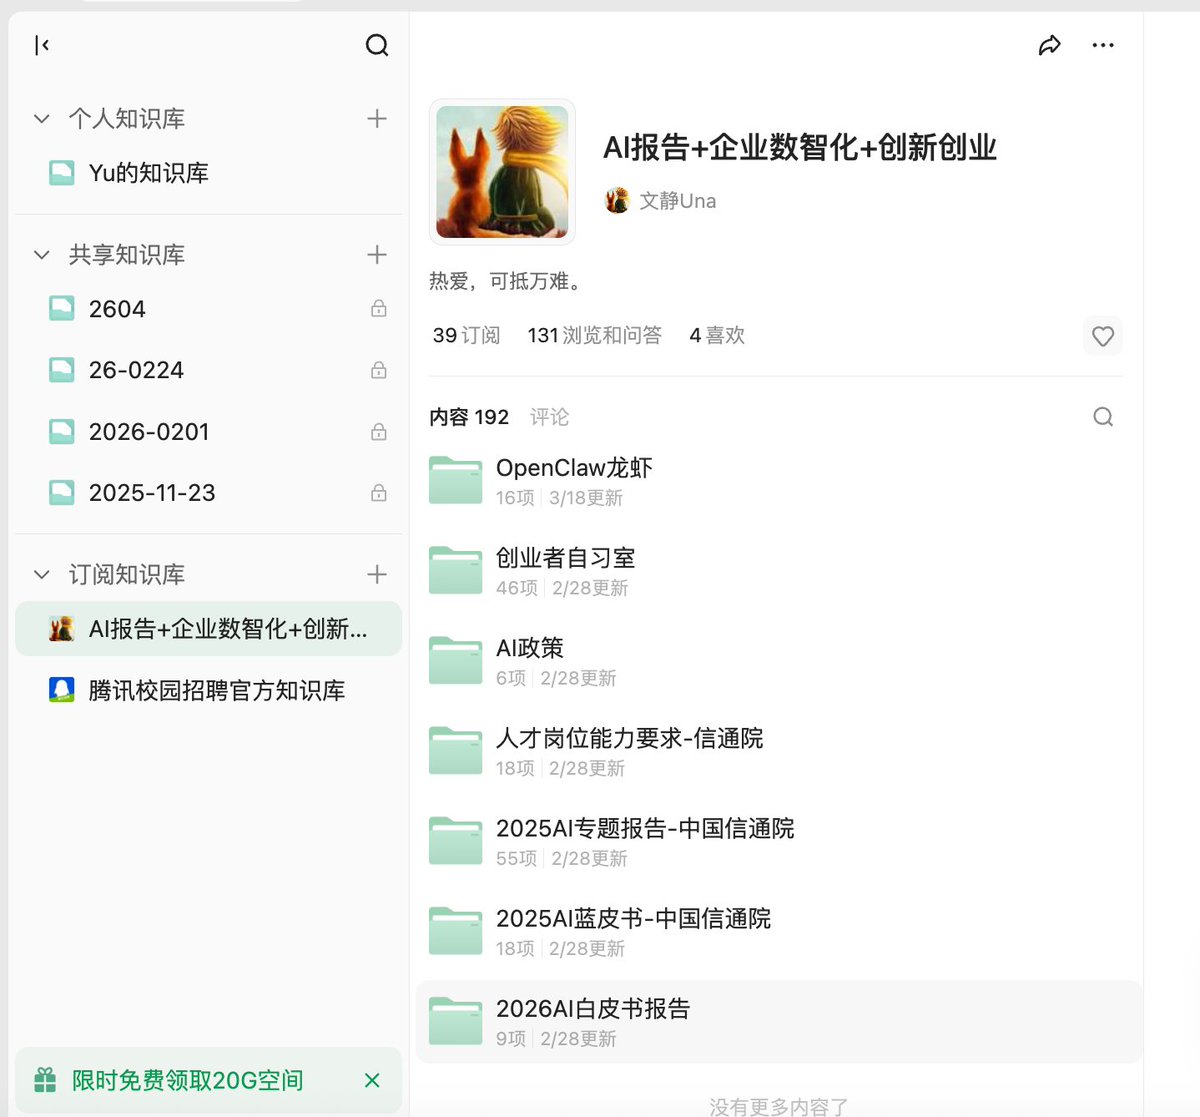 个人知识库
Yu的知识库
共享知识库
2604
26-0224
2026-0201
2025-11-23
订阅知识库
AI报告+企业数智化+创新...
腾讯校园招聘官方知识库
限时免费领取20G空间
AI报告+企业数智化+创新创业
文静Una
热爱，可抵万难。
39 订阅 131 浏览和问答 4 喜欢
内容 192 评论
OpenClaw龙虾
16项 3/18更新
创业者自习室
46项 2/28更新
AI政策
6项 2/28更新
人才岗位能力要求-信通院
18项 2/28更新
2025AI专题报告-中国信通院
55项 2/28更新
2025AI蓝皮书-中国信通院
18项 2/28更新
2026AI白皮书报告
9项 2/28更新
没有更多内容了